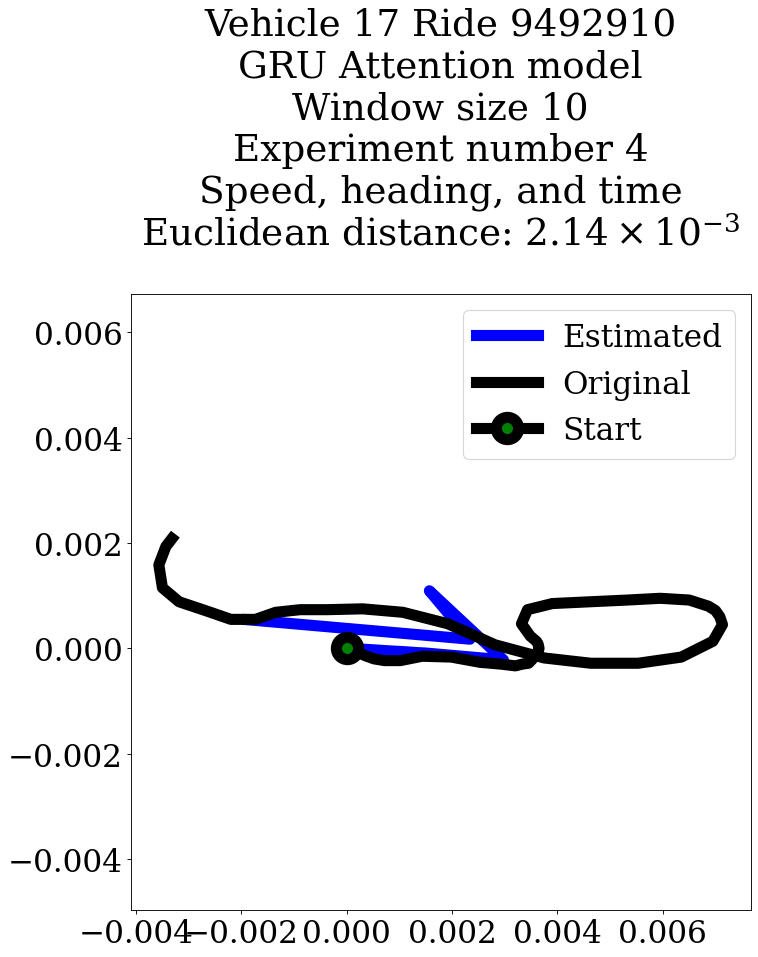 Vehicle 17 Ride 9492910
GRU Attention model
Window size 10
Experiment number 4
Speed, heading, and time
Euclidean distance: 2.14 × 10⁻³
Estimated
Original
Start
0.006
0.004
0.002
0.000
−0.002
−0.004
−0.004 −0.002 0.000 0.002 0.004 0.006